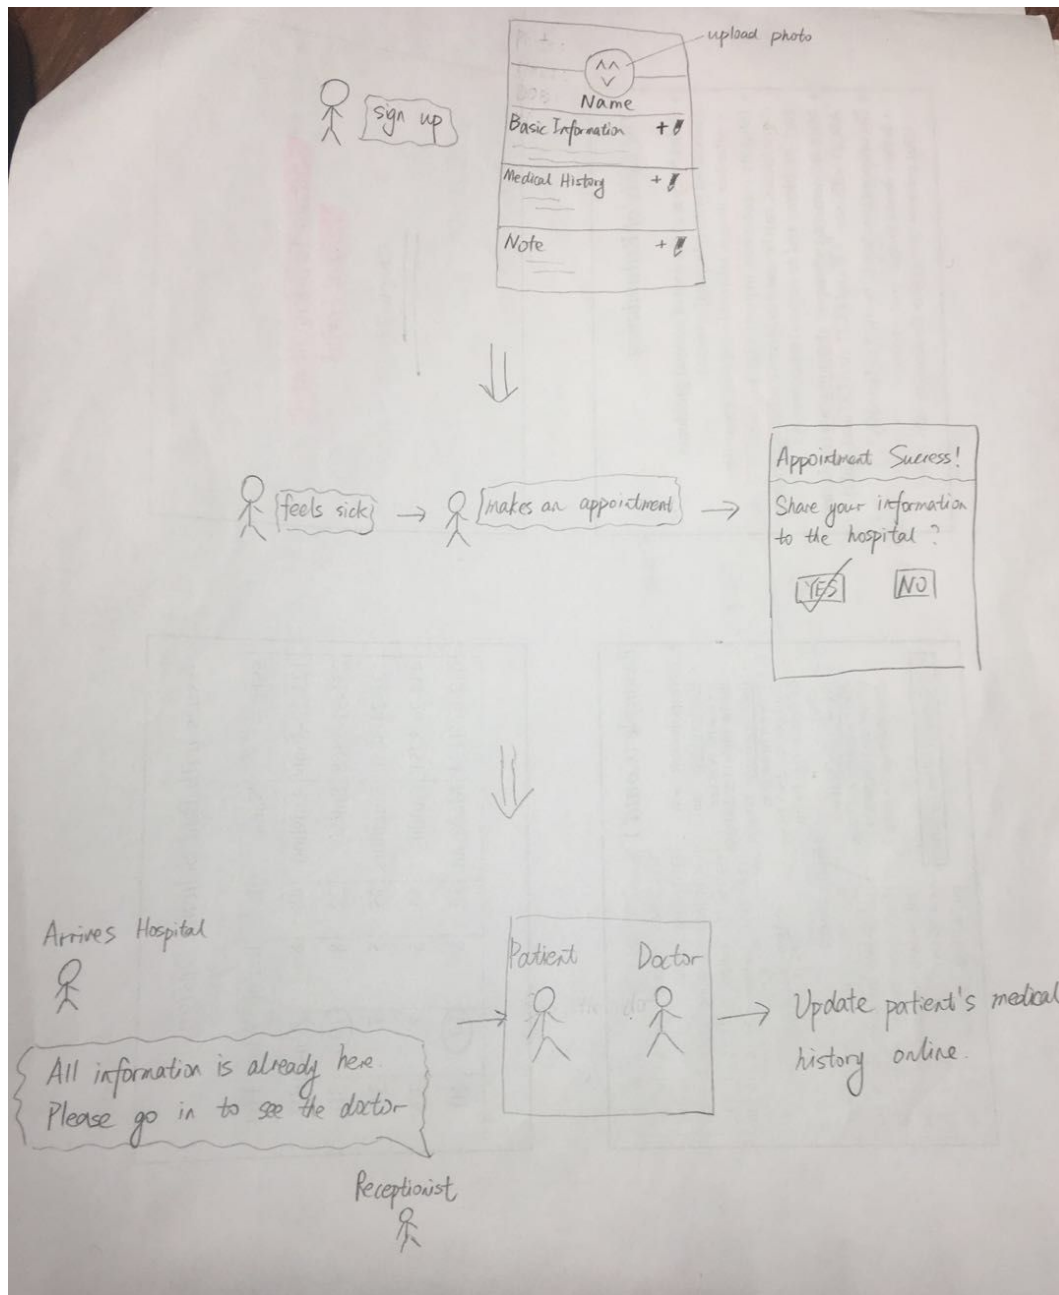 upload photo
sign up
Name
Basic Information +
Medical History +
Note +
feels sick
makes an appointment
Appointment Success!
Share your information
to the hospital?
YES NO
Arrives Hospital
All information is already here.
Please go in to see the doctor
Receptionist
Patient Doctor
Update patient's medical
history online.